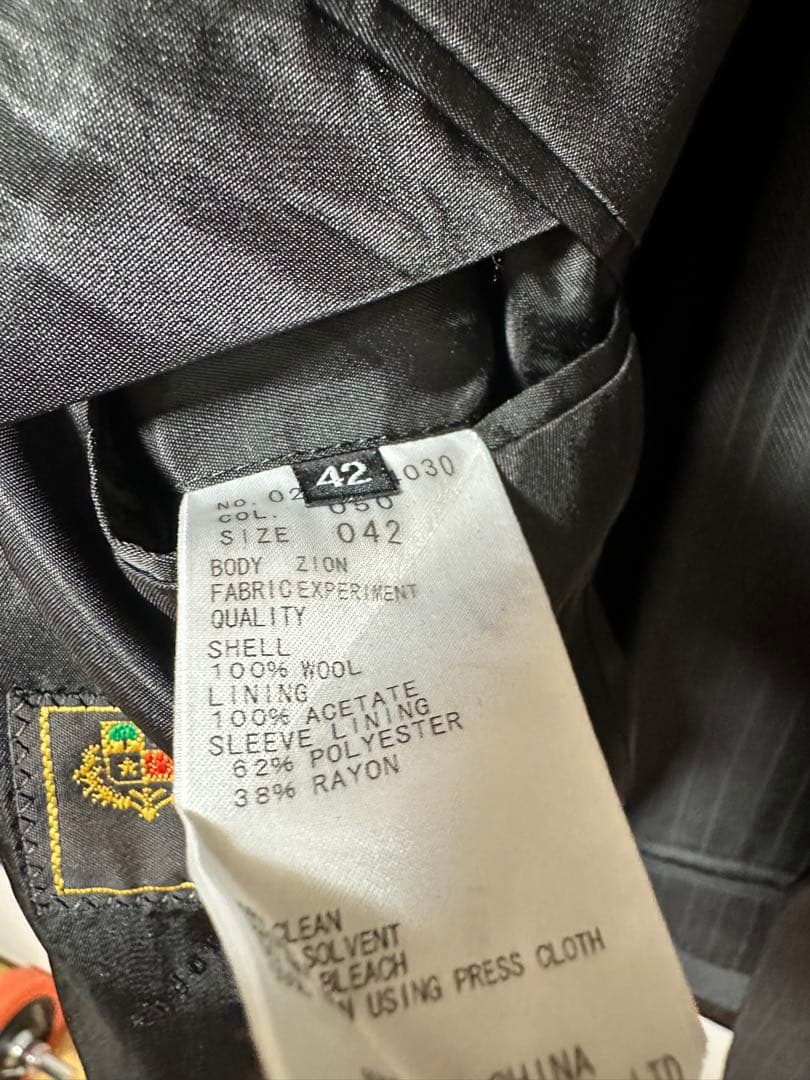 42
NO. 02 030
COL. 050
SIZE 042
BODY ZION
FABRIC EXPERIMENT
QUALITY
SHELL
100% WOOL
LINING
100% ACETATE
SLEEVE LINING
62% POLYESTER
38% RAYON
CLEAN
SOLVENT
BLEACH
USING PRESS CLOTH
CHINA
LTD